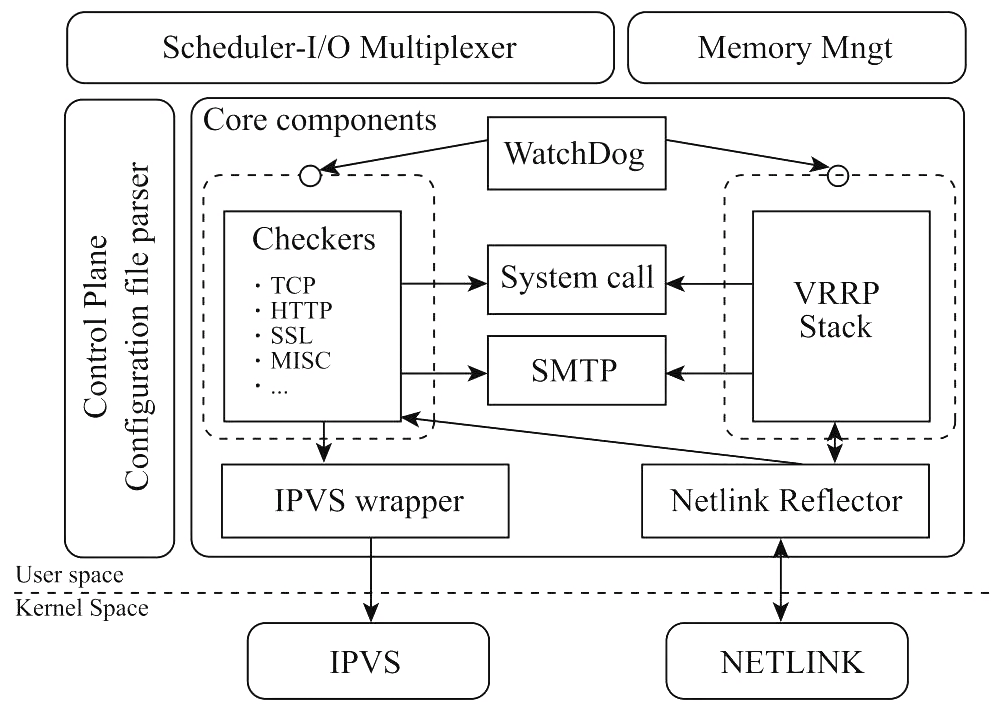 Scheduler-I/O Multiplexer
Memory Mngt
Control Plane
Configuration file parser
Core components
WatchDog
Checkers
· TCP
· HTTP
· SSL
· MISC
· ...
System call
SMTP
VRRP
Stack
IPVS wrapper
Netlink Reflector
User space
Kernel Space
IPVS
NETLINK